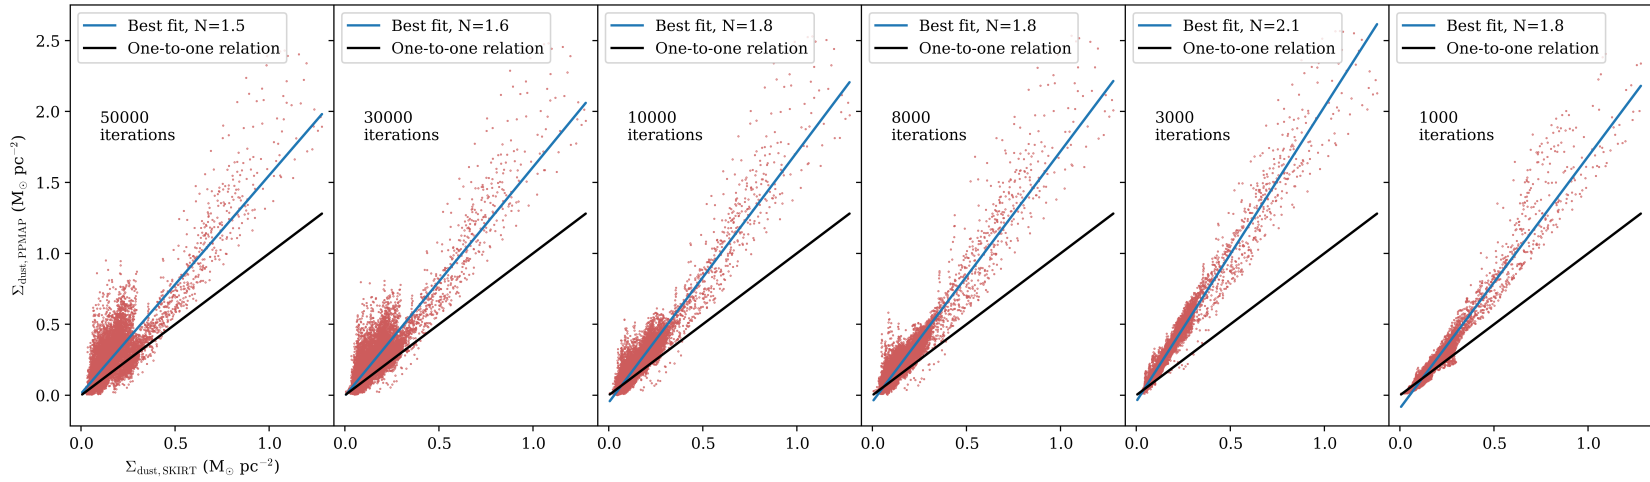 Best fit, N=1.5
One-to-one relation
50000
iterations
Best fit, N=1.6
One-to-one relation
30000
iterations
Best fit, N=1.8
One-to-one relation
10000
iterations
Best fit, N=1.8
One-to-one relation
8000
iterations
Best fit, N=2.1
One-to-one relation
3000
iterations
Best fit, N=1.8
One-to-one relation
1000
iterations
2.5
2.0
1.5
1.0
0.5
0.0
Σdust,PPMAP (M⊙ pc⁻²)
0.0 0.5 1.0
0.0 0.5 1.0
0.0 0.5 1.0
0.0 0.5 1.0
0.0 0.5 1.0
0.0 0.5 1.0
Σdust,SKIRT (M⊙ pc⁻²)